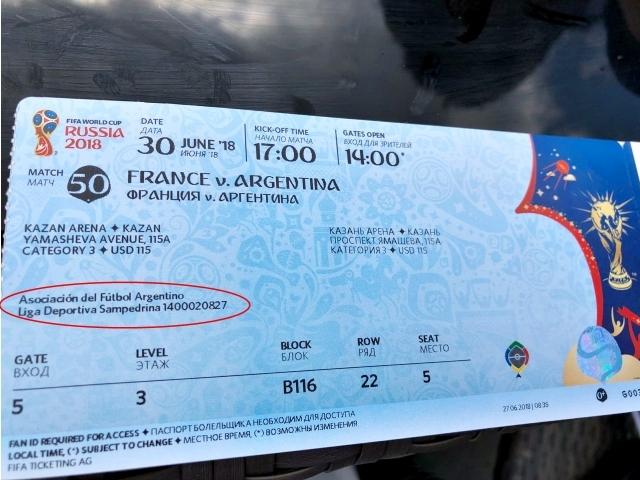 FIFA WORLD CUP
RUSSIA
2018
DATE
ДАТА
30 JUNE '18
ИЮНЯ '18
KICK-OFF TIME
НАЧАЛО МАТЧА
17:00
GATES OPEN
ВХОД ДЛЯ ЗРИТЕЛЕЙ
14:00*
MATCH
МАТЧ
50
FRANCE v. ARGENTINA
ФРАНЦИЯ v. АРГЕНТИНА
KAZAN ARENA ✦ KAZAN
YAMASHEVA AVENUE, 115A
CATEGORY 3 ✦ USD 115
КАЗАНЬ АРЕНА ✦ КАЗАНЬ
ПРОСПЕКТ ЯМАШЕВА, 115А
КАТЕГОРИЯ 3 ✦ USD 115
Asociación del Fútbol Argentino
Liga Deportiva Sampedrina 1400020827
GATE
ВХОД
5
LEVEL
ЭТАЖ
3
BLOCK
БЛОК
B116
ROW
РЯД
22
SEAT
МЕСТО
5
27.06.2018 | 08:35
FAN ID REQUIRED FOR ACCESS ✦ ПАСПОРТ БОЛЕЛЬЩИКА НЕОБХОДИМ ДЛЯ ДОСТУПА
LOCAL TIME, (*) SUBJECT TO CHANGE ✦ МЕСТНОЕ ВРЕМЯ, (*) ВОЗМОЖНЫ ИЗМЕНЕНИЯ
FIFA TICKETING AG